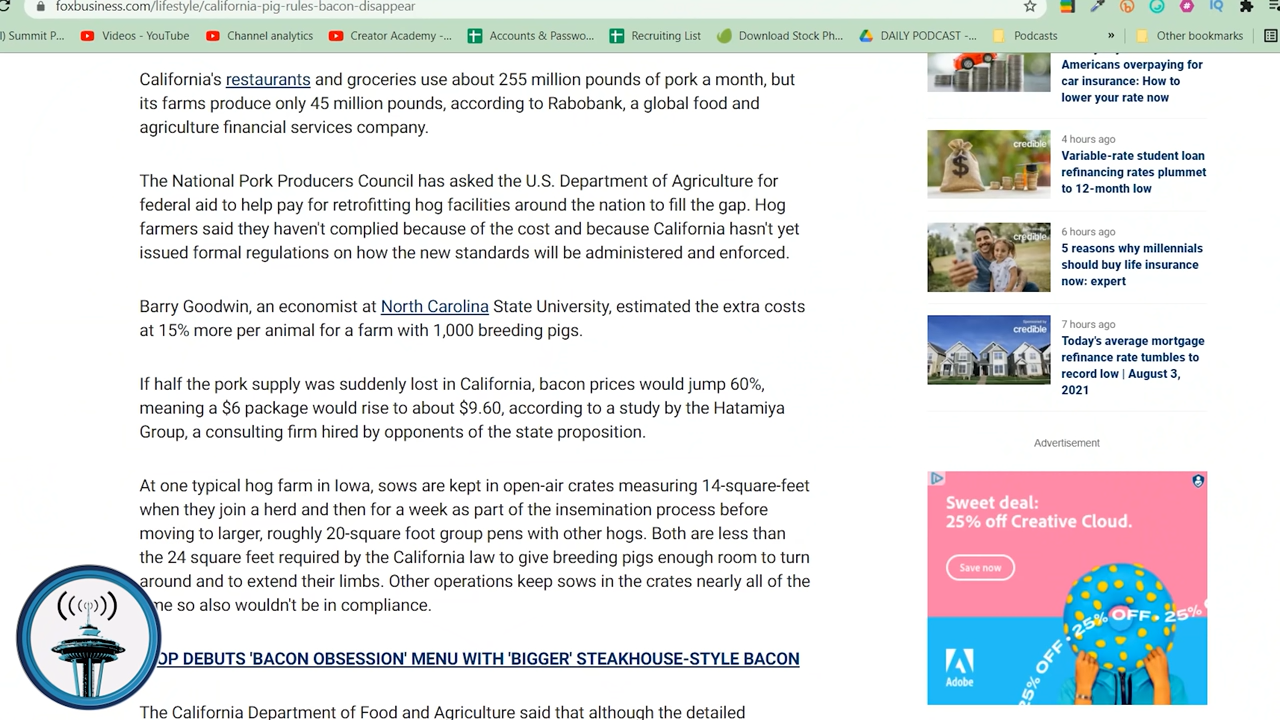 foxbusiness.com/lifestyle/california-pig-rules-bacon-disappear
Summit P...
Videos - YouTube
Channel analytics
Creator Academy -...
Accounts & Passwo...
Recruiting List
Download Stock Ph...
DAILY PODCAST -...
Podcasts
»
Other bookmarks
California's restaurants and groceries use about 255 million pounds of pork a month, but
its farms produce only 45 million pounds, according to Rabobank, a global food and
agriculture financial services company.
The National Pork Producers Council has asked the U.S. Department of Agriculture for
federal aid to help pay for retrofitting hog facilities around the nation to fill the gap. Hog
farmers said they haven't complied because of the cost and because California hasn't yet
issued formal regulations on how the new standards will be administered and enforced.
Barry Goodwin, an economist at North Carolina State University, estimated the extra costs
at 15% more per animal for a farm with 1,000 breeding pigs.
If half the pork supply was suddenly lost in California, bacon prices would jump 60%,
meaning a $6 package would rise to about $9.60, according to a study by the Hatamiya
Group, a consulting firm hired by opponents of the state proposition.
At one typical hog farm in Iowa, sows are kept in open-air crates measuring 14-square-feet
when they join a herd and then for a week as part of the insemination process before
moving to larger, roughly 20-square foot group pens with other hogs. Both are less than
the 24 square feet required by the California law to give breeding pigs enough room to turn
around and to extend their limbs. Other operations keep sows in the crates nearly all of the
me so also wouldn't be in compliance.
OP DEBUTS 'BACON OBSESSION' MENU WITH 'BIGGER' STEAKHOUSE-STYLE BACON
The California Department of Food and Agriculture said that although the detailed
Americans overpaying for
car insurance: How to
lower your rate now
credible
4 hours ago
Variable-rate student loan
refinancing rates plummet
to 12-month low
credible
6 hours ago
5 reasons why millennials
should buy life insurance
now: expert
credible
7 hours ago
Today's average mortgage
refinance rate tumbles to
record low | August 3,
2021
Advertisement
Sweet deal:
25% off Creative Cloud.
Save now
25% OFF • 25% OFF • 25%
Adobe